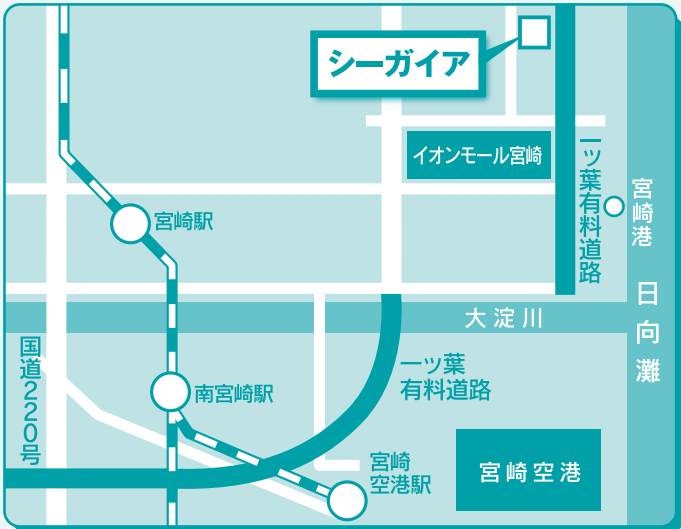 シーガイア
イオンモール宮崎
一ッ葉有料道路
宮崎港
宮崎駅
日向灘
大淀川
国道220号
一ッ葉
有料道路
南宮崎駅
宮崎
空港駅
宮崎空港